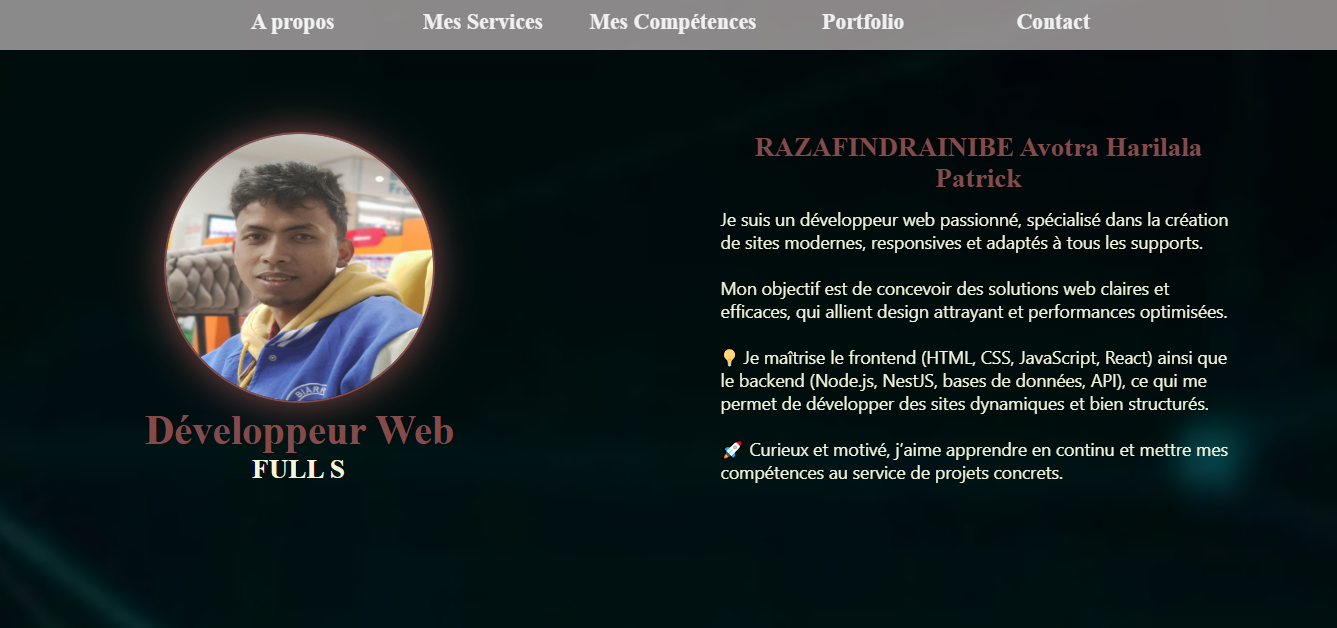 A propos Mes Services Mes Compétences Portfolio Contact
RAZAFINDRAINIBE Avotra Harilala
Patrick
Je suis un développeur web passionné, spécialisé dans la création
de sites modernes, responsives et adaptés à tous les supports.
Mon objectif est de concevoir des solutions web claires et
efficaces, qui allient design attrayant et performances optimisées.
💡 Je maîtrise le frontend (HTML, CSS, JavaScript, React) ainsi que
le backend (Node.js, NestJS, bases de données, API), ce qui me
permet de développer des sites dynamiques et bien structurés.
🚀 Curieux et motivé, j’aime apprendre en continu et mettre mes
compétences au service de projets concrets.
Développeur Web
FULL S